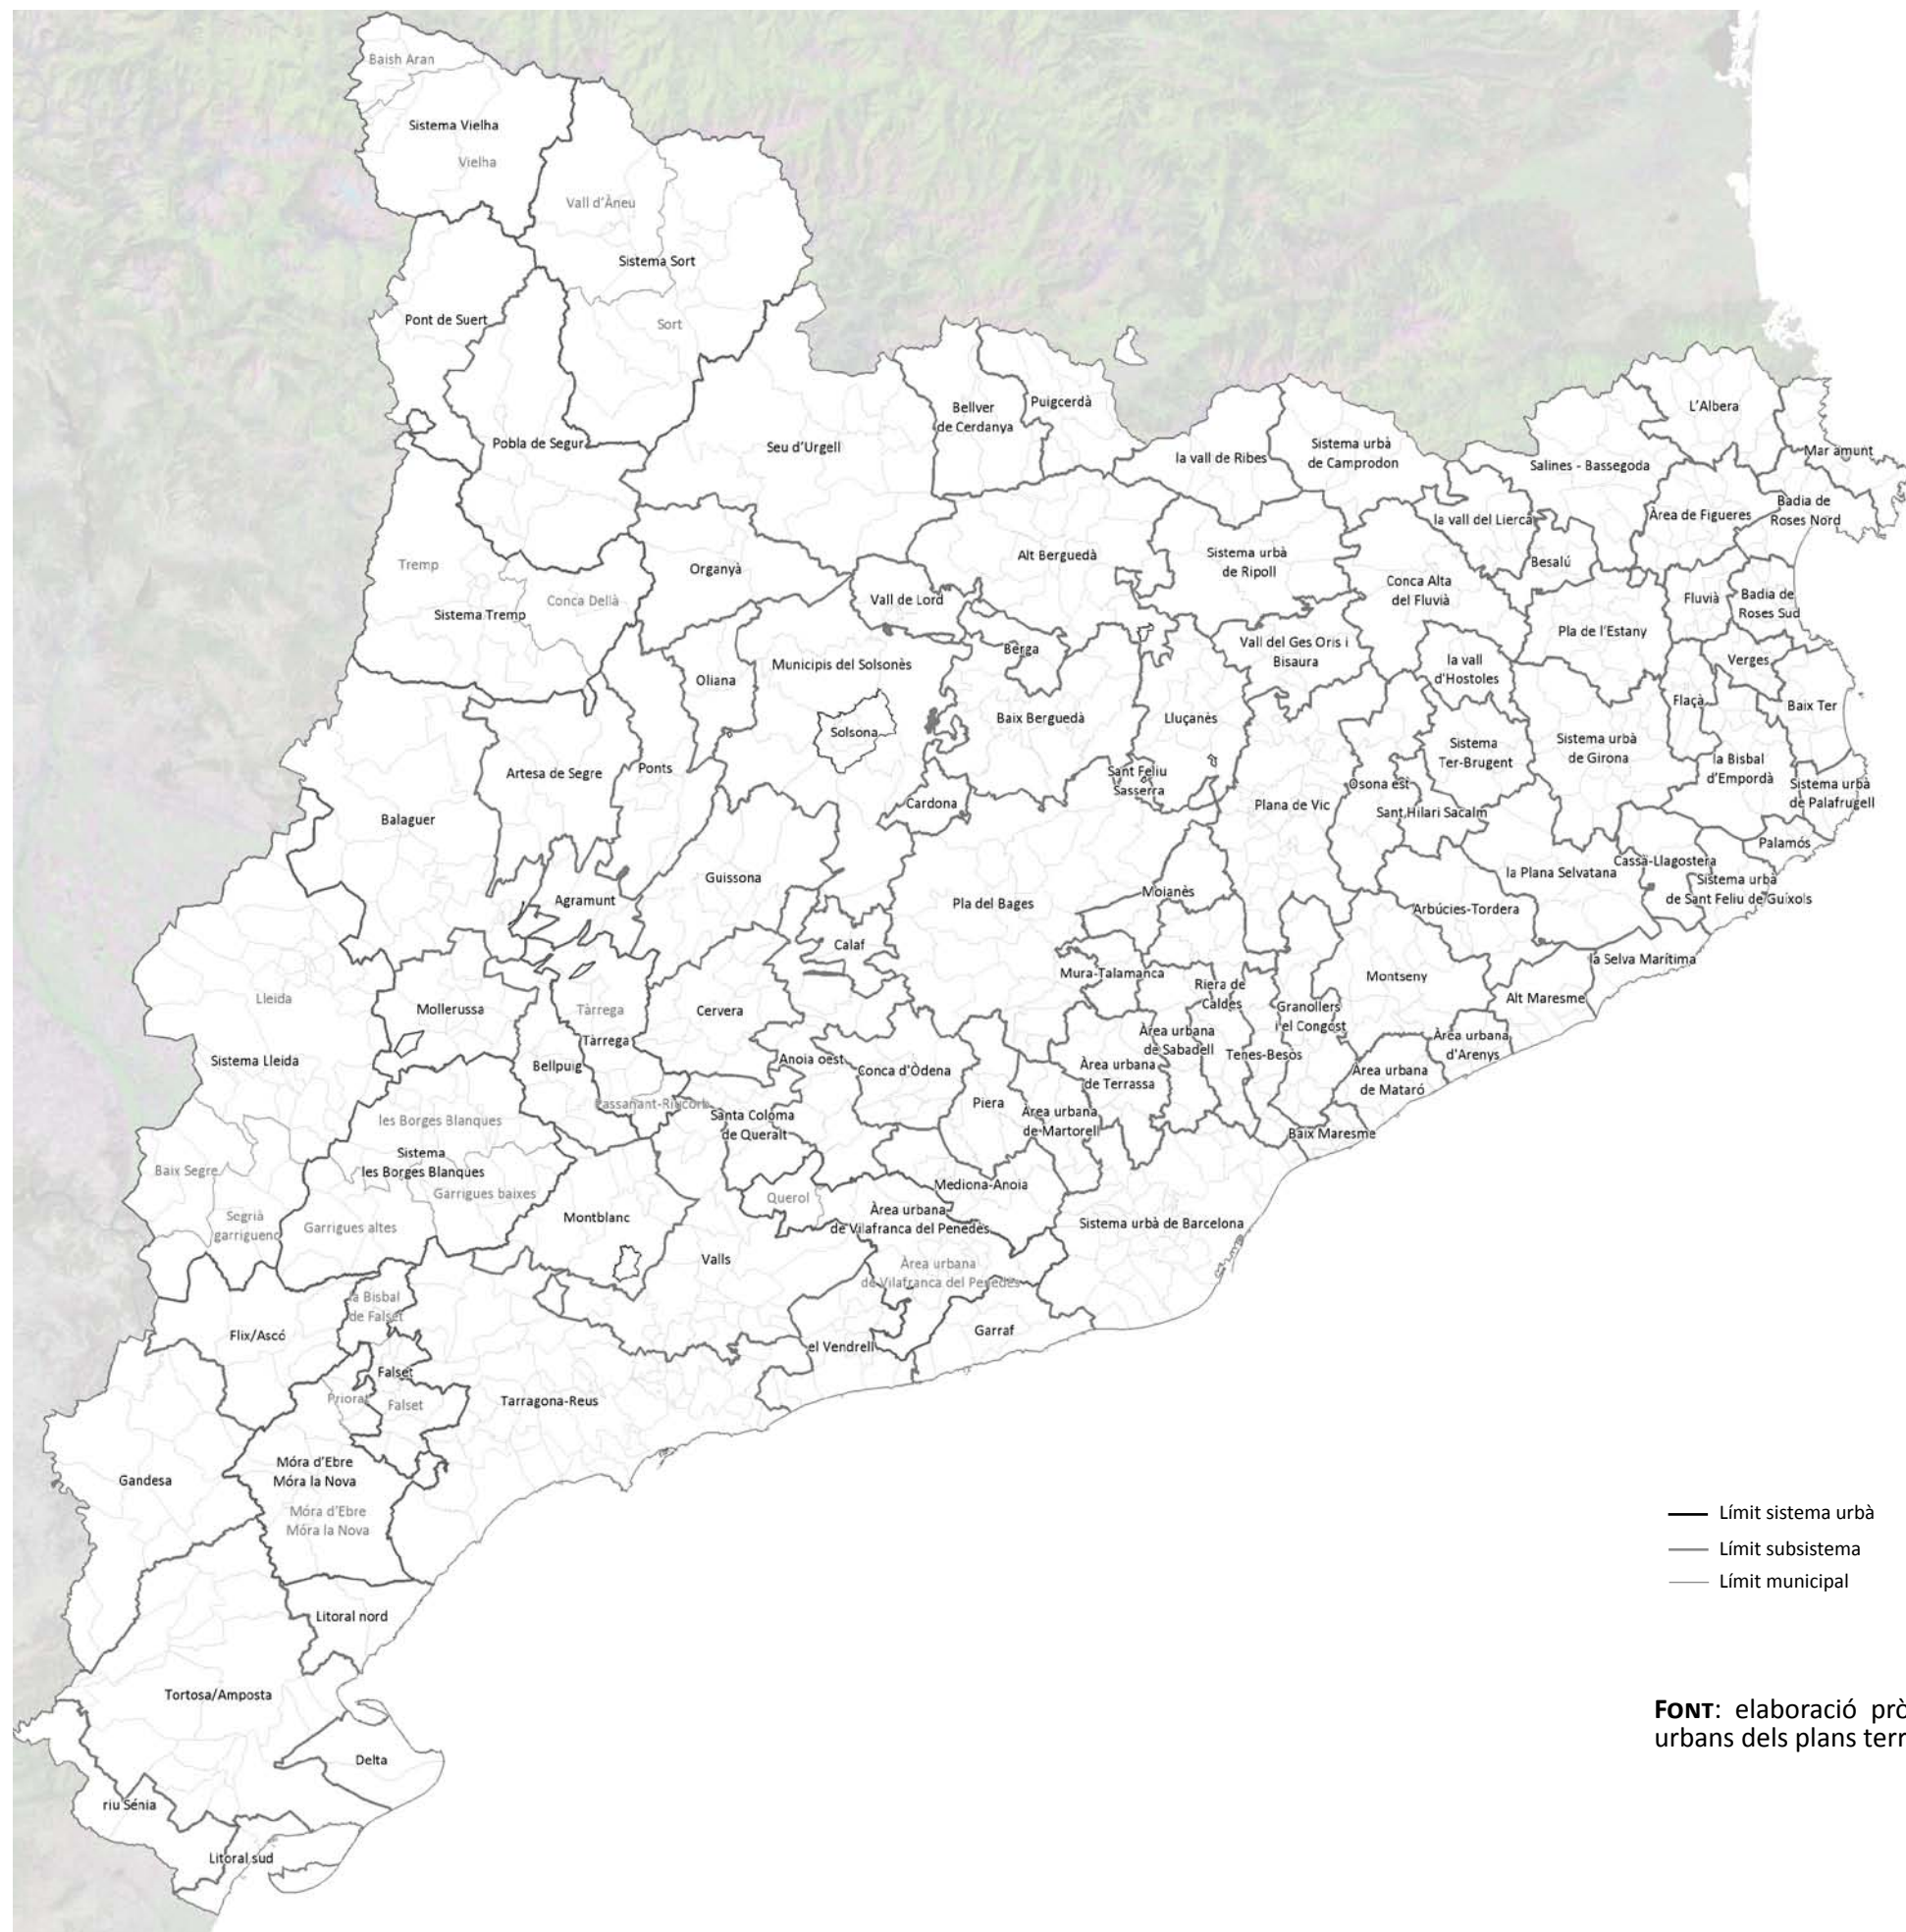 Baish Aran
Sistema Vielha
Vielha
Vall d'Àneu
Sistema Sort
Pont de Suert
Sort
Bellver
de Cerdanya
Puigcerdà
L'Albera
Pobla de Segur
Seu d'Urgell
la vall de Ribes
Sistema urbà
de Camprodon
Salines - Bassegoda
Mar amunt
Badia de
Roses Nord
Àrea de Figueres
la vall del Liercà
Tremp
Sistema Tremp
Conca Dellà
Organyà
Alt Berguedà
Sistema urbà
de Ripoll
Besalú
Conca Alta
del Fluvià
Vall de Lord
Fluvià
Badia de
Roses Sud
Pla de l'Estany
Oliana
Municipis del Solsonès
Berga
Vall del Ges Oris i
Bisaura
la vall
d'Hostoles
Verges
Flaçà
Baix Ter
Solsona
Baix Berguedà
Lluçanès
Sistema
Ter-Brugent
Sistema urbà
de Girona
Artesa de Segre
Ponts
Sant Feliu
Sasserra
la Bisbal
d'Empordà
Sistema urbà
de Palafrugell
Osona est
Balaguer
Cardona
Plana de Vic
Sant Hilari Sacalm
Palamós
Guissona
Moianès
la Plana Selvatana
Cassà-Llagostera
Sistema urbà
de Sant Feliu de Guíxols
Agramunt
Pla del Bages
Arbúcies-Tordera
Calaf
Mura-Talamanca
Montseny
la Selva Marítima
Lleida
Mollerussa
Tàrrega
Cervera
Riera de
Caldes
Granollers
i el Congost
Alt Maresme
Sistema Lleida
Tàrrega
Bellpuig
Anoia oest
Conca d'Òdena
Àrea urbana
de Terrassa
Àrea urbana
de Sabadell
Tenes-Besòs
Àrea urbana
d'Arenys
Àrea urbana
de Mataró
les Borges Blanques
Passanant-Riucorb
Santa Coloma
de Queralt
Piera
Àrea urbana
de Martorell
Baix Maresme
Sistema
les Borges Blanques
Baix Segre
Garrigues baixes
Querol
Mediona-Anoia
Segrià
garriguenc
Garrigues altes
Montblanc
Àrea urbana
de Vilafranca del Penedès
Sistema urbà de Barcelona
Valls
Àrea urbana
de Vilafranca del Penedès
la Bisbal
de Falset
Flix/Ascó
el Vendrell
Garraf
Falset
Priorat
Falset
Tarragona-Reus
Gandesa
Móra d'Ebre
Móra la Nova
Móra d'Ebre
Móra la Nova
Límit sistema urbà
Límit subsistema
Límit municipal
Litoral nord
Tortosa/Amposta
FONT: elaboració prò
urbans dels plans terr
Delta
riu Sénia
Litoral sud